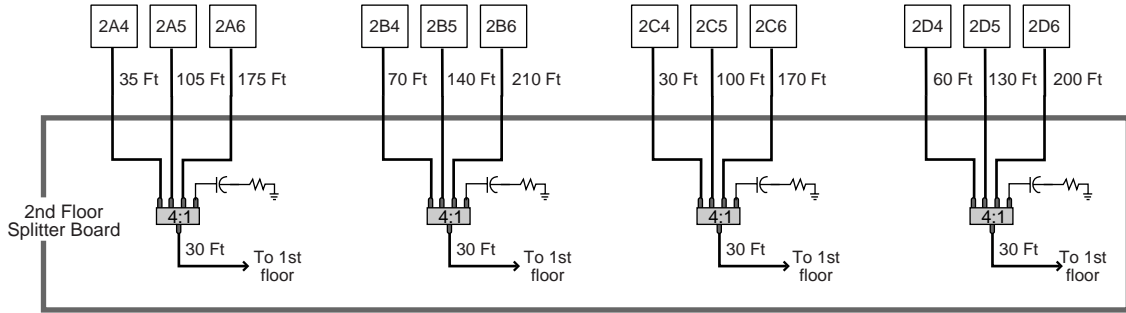 2A4 2A5 2A6 2B4 2B5 2B6 2C4 2C5 2C6 2D4 2D5 2D6
35 Ft 105 Ft 175 Ft 70 Ft 140 Ft 210 Ft 30 Ft 100 Ft 170 Ft 60 Ft 130 Ft 200 Ft
2nd Floor
Splitter Board
4:1 4:1 4:1 4:1
30 Ft 30 Ft 30 Ft 30 Ft
To 1st
floor
To 1st
floor
To 1st
floor
To 1st
floor